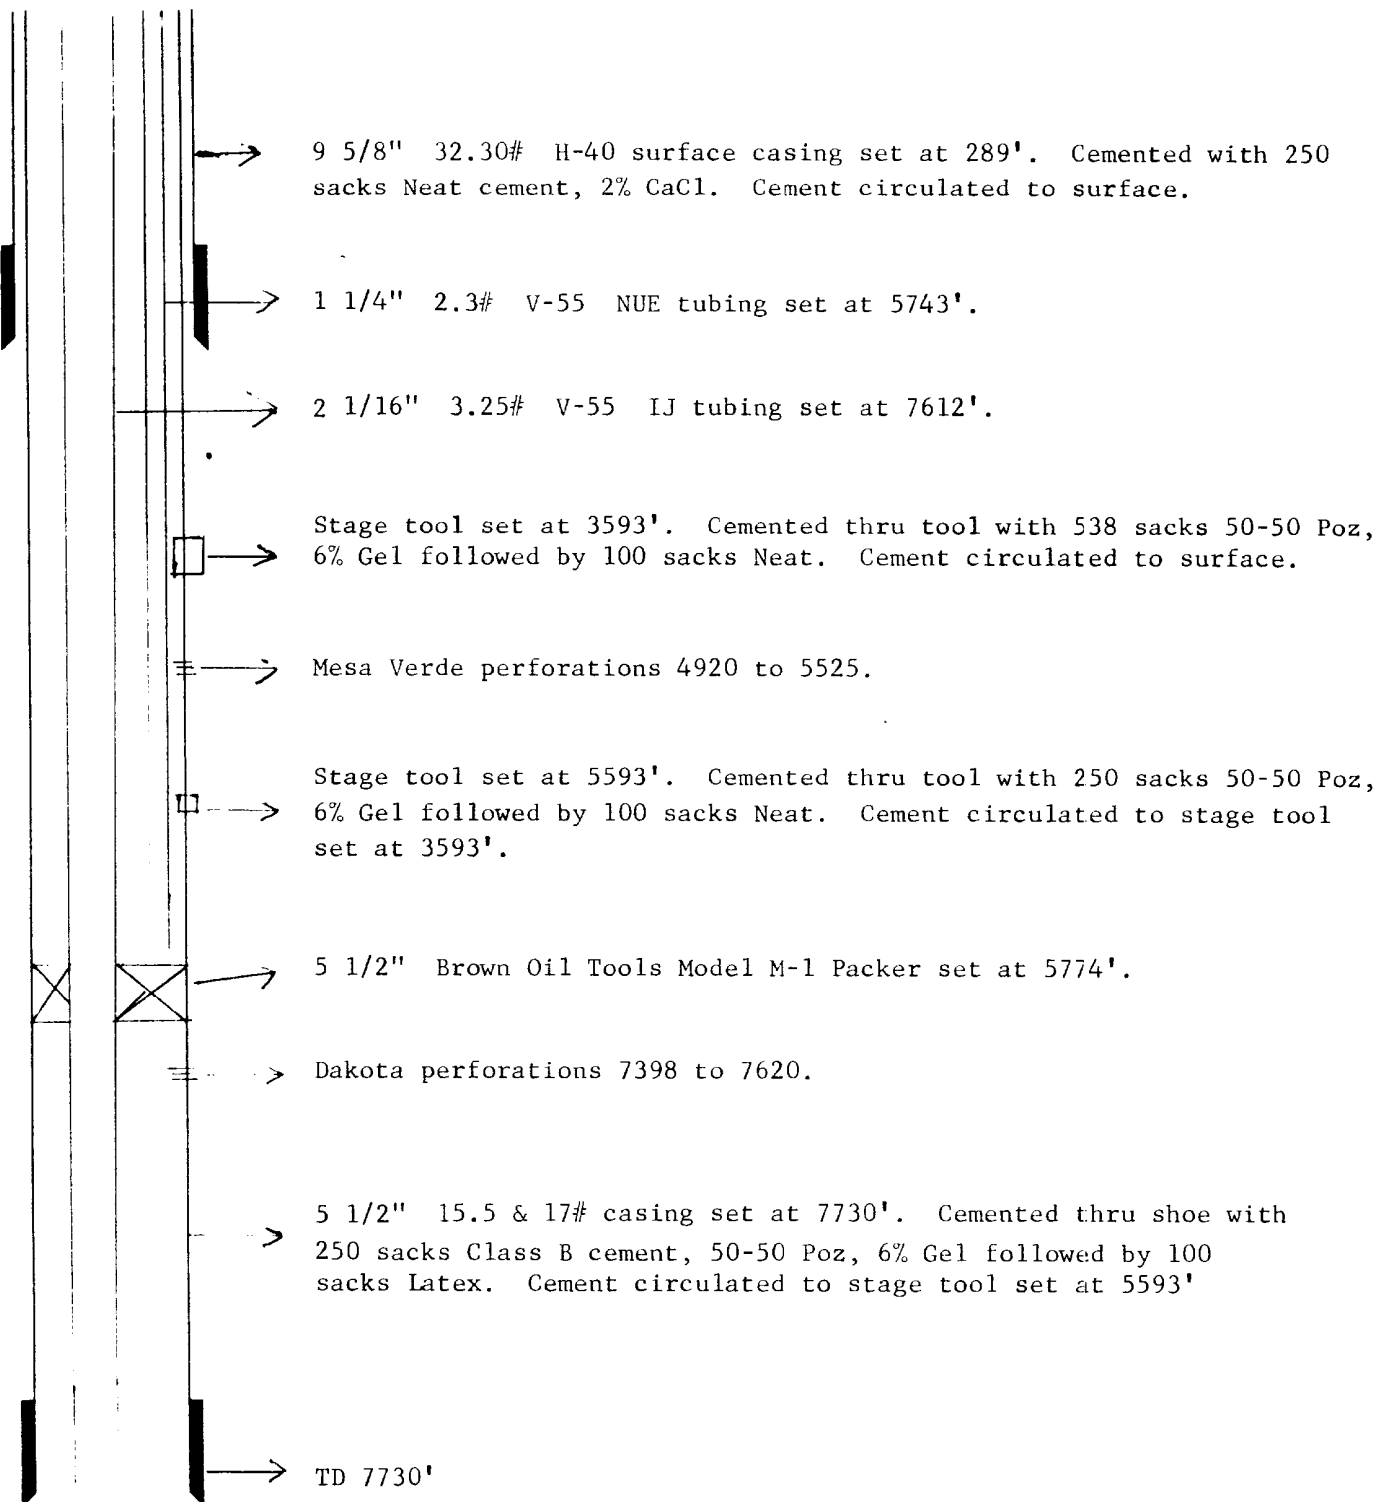 9 5/8" 32.30# H-40 surface casing set at 289'. Cemented with 250
sacks Neat cement, 2% CaCl. Cement circulated to surface.
1 1/4" 2.3# V-55 NUE tubing set at 5743'.
2 1/16" 3.25# V-55 IJ tubing set at 7612'.
Stage tool set at 3593'. Cemented thru tool with 538 sacks 50-50 Poz,
6% Gel followed by 100 sacks Neat. Cement circulated to surface.
Mesa Verde perforations 4920 to 5525.
Stage tool set at 5593'. Cemented thru tool with 250 sacks 50-50 Poz,
6% Gel followed by 100 sacks Neat. Cement circulated to stage tool
set at 3593'.
5 1/2" Brown Oil Tools Model M-1 Packer set at 5774'.
Dakota perforations 7398 to 7620.
5 1/2" 15.5 & 17# casing set at 7730'. Cemented thru shoe with
250 sacks Class B cement, 50-50 Poz, 6% Gel followed by 100
sacks Latex. Cement circulated to stage tool set at 5593'
TD 7730'